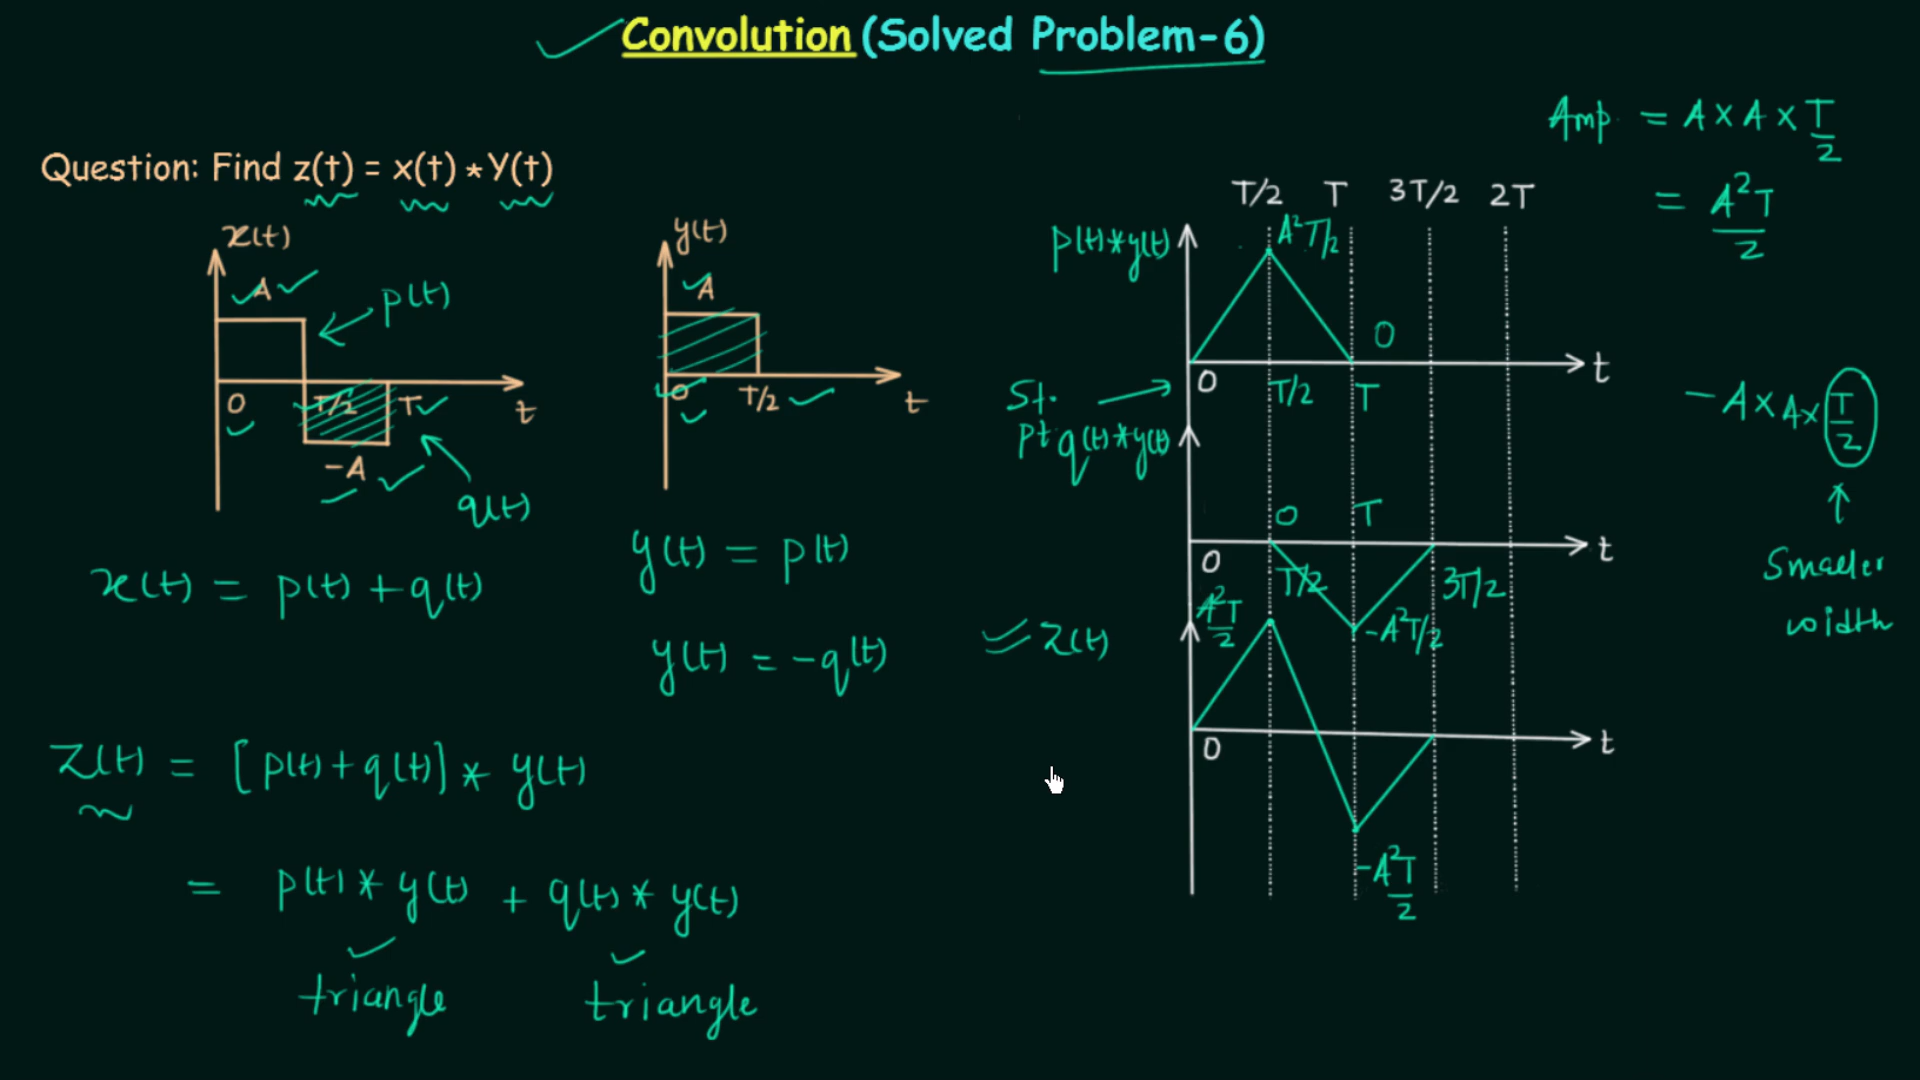 Convolution (Solved Problem-6)
Question: Find z(t) = x(t) * Y(t)
x(t)
A
p(t)
0
T/2
T
t
-A
q(t)
x(t) = p(t) + q(t)
y(t)
A
0
T/2
t
y(t) = p(t)
y(t) = -q(t)
z(t) = [p(t) + q(t)] * y(t)
= p(t) * y(t) + q(t) * y(t)
triangle
triangle
Amp. = A × A × T/2
= A²T/2
T/2 T 3T/2 2T
p(t)*y(t)
A²T/2
0
0
T/2
T
t
St.
pt
q(t)*y(t)
0
T
0
T/2
3T/2
t
-A²T/2
-A × A × T/2
Smaller
width
z(t)
A²T/2
0
t
-A²T/2